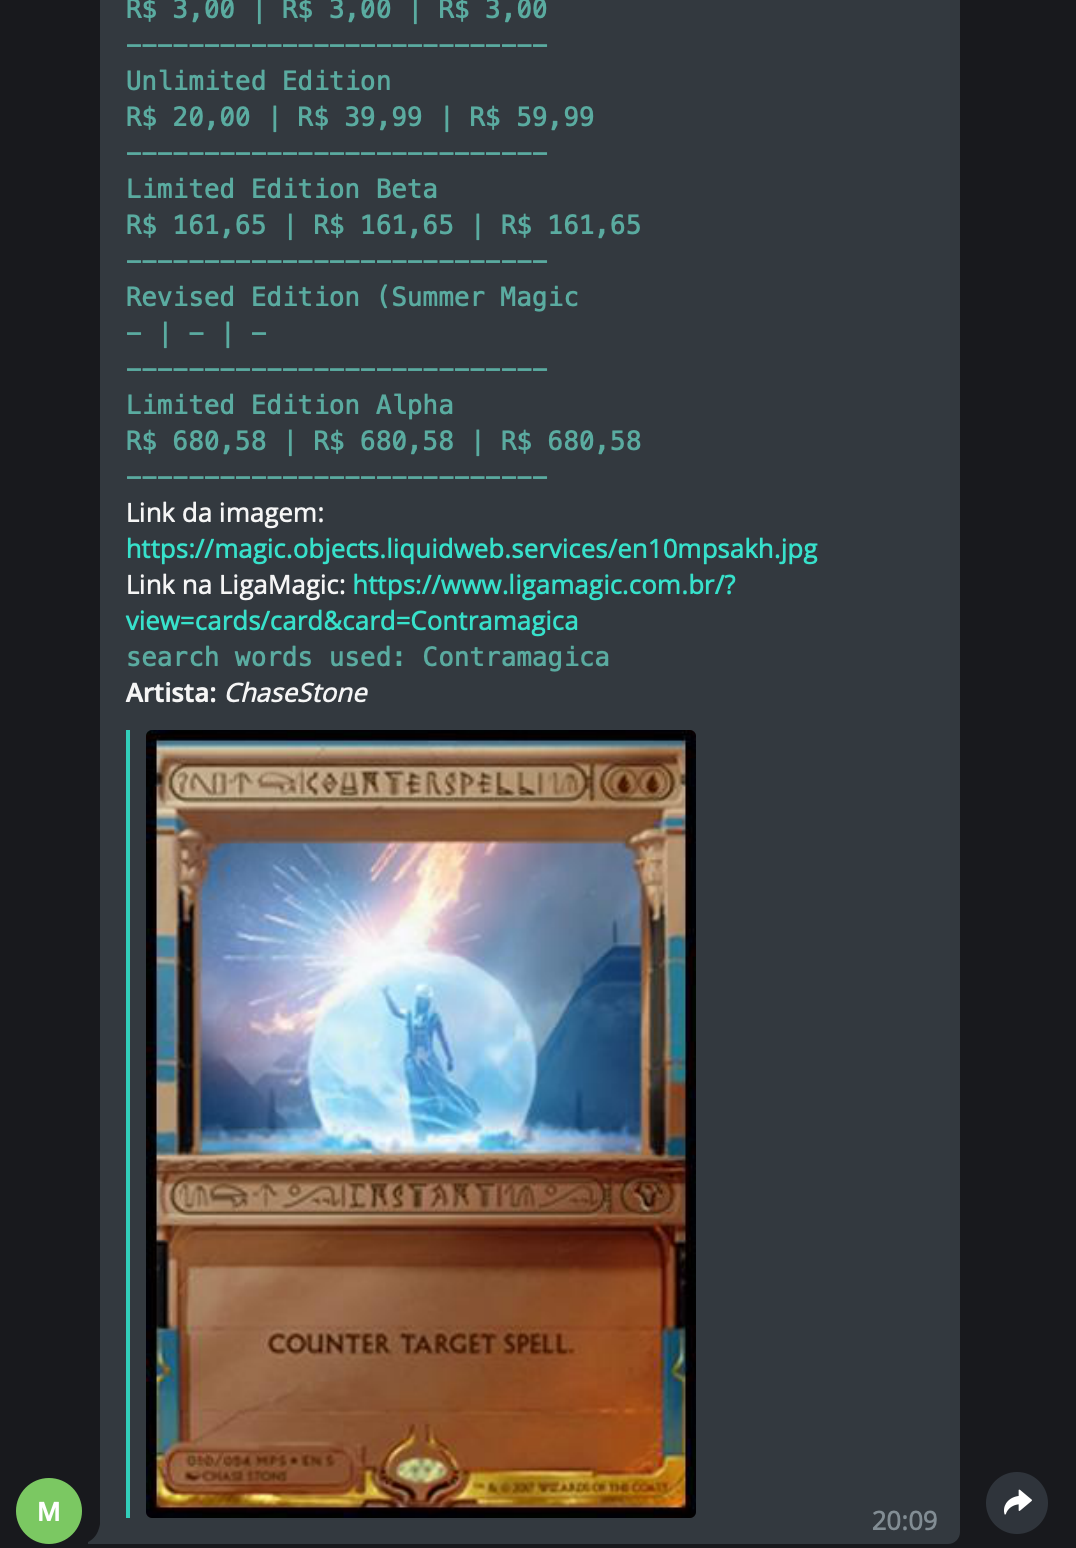 R$ 3,00 | R$ 3,00 | R$ 3,00
---------------------------
Unlimited Edition
R$ 20,00 | R$ 39,99 | R$ 59,99
---------------------------
Limited Edition Beta
R$ 161,65 | R$ 161,65 | R$ 161,65
---------------------------
Revised Edition (Summer Magic
- | - | -
---------------------------
Limited Edition Alpha
R$ 680,58 | R$ 680,58 | R$ 680,58
---------------------------
Link da imagem:
https://magic.objects.liquidweb.services/en10mpsakh.jpg
Link na LigaMagic: https://www.ligamagic.com.br/?
view=cards/card&card=Contramagica
search words used: Contramagica
Artista: ChaseStone
COUNTERSPELL
INSTANT
COUNTER TARGET SPELL.
010/054 MPS • EN S
CHASE STONE
™ & © 2017 WIZARDS OF THE COAST
M
20:09